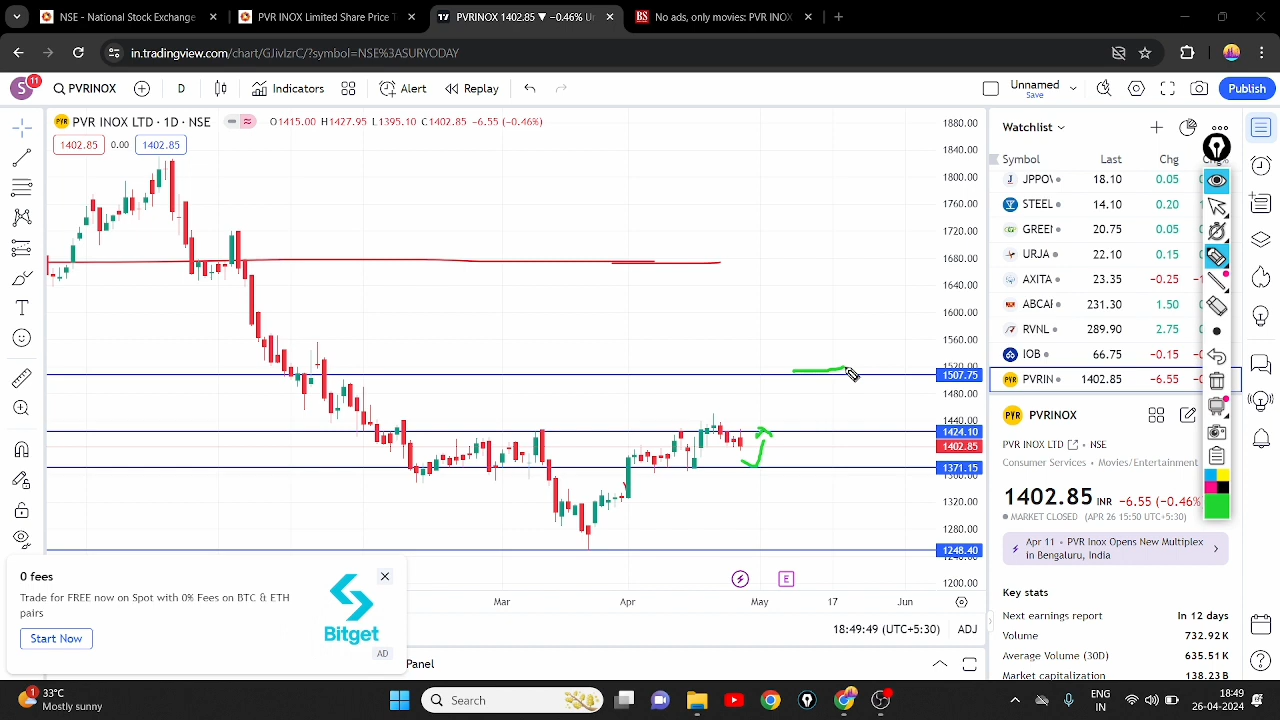 NSE - National Stock Exchange
PVR INOX Limited Share Price T
PVRINOX 1402.85 ▼ −0.46% Un
No ads, only movies: PVR INOX
in.tradingview.com/chart/GJivIzrC/?symbol=NSE%3ASURYODAY
S 11
PVRINOX
D
Indicators
Alert
Replay
Unnamed
Save
Publish
PVR INOX LTD · 1D · NSE
O1415.00 H1427.95 L1395.10 C1402.85 −6.55 (−0.46%)
1402.85 0.00 1402.85
1880.00
1840.00
1800.00
1760.00
1720.00
1680.00
1640.00
1600.00
1560.00
1520.00
1507.75
1480.00
1440.00
1424.10
1402.85
1371.15
1360.00
1320.00
1280.00
1248.40
1200.00
Mar
Apr
May
17
Jun
18:49:49 (UTC+5:30)
ADJ
Panel
0 fees
Trade for FREE now on Spot with 0% Fees on BTC & ETH
pairs
Start Now
Bitget
AD
Watchlist
Symbol Last Chg Chg%
JPPOV 18.10 0.05
STEEL 14.10 0.20
GREEN 20.75 0.05
URJA 22.10 0.15
AXITA 23.35 −0.25
ABCAP 231.30 1.50
RVNL 289.90 2.75
IOB 66.75 −0.15
PVRIN 1402.85 −6.55
PVRINOX
PVR INOX LTD · NSE
Consumer Services · Movies/Entertainment
1402.85 INR −6.55 (−0.46%)
MARKET CLOSED (APR 26 15:50 UTC+5:30)
Apr 11 · PVR Inox Opens New Multiplex
in Bengaluru, India
Key stats
Next earnings report In 12 days
Volume 732.92K
Average Volume (30D) 635.51K
Market capitalization 138.23B
33°C
Mostly sunny
Search
ENG
IN
18:49
26-04-2024